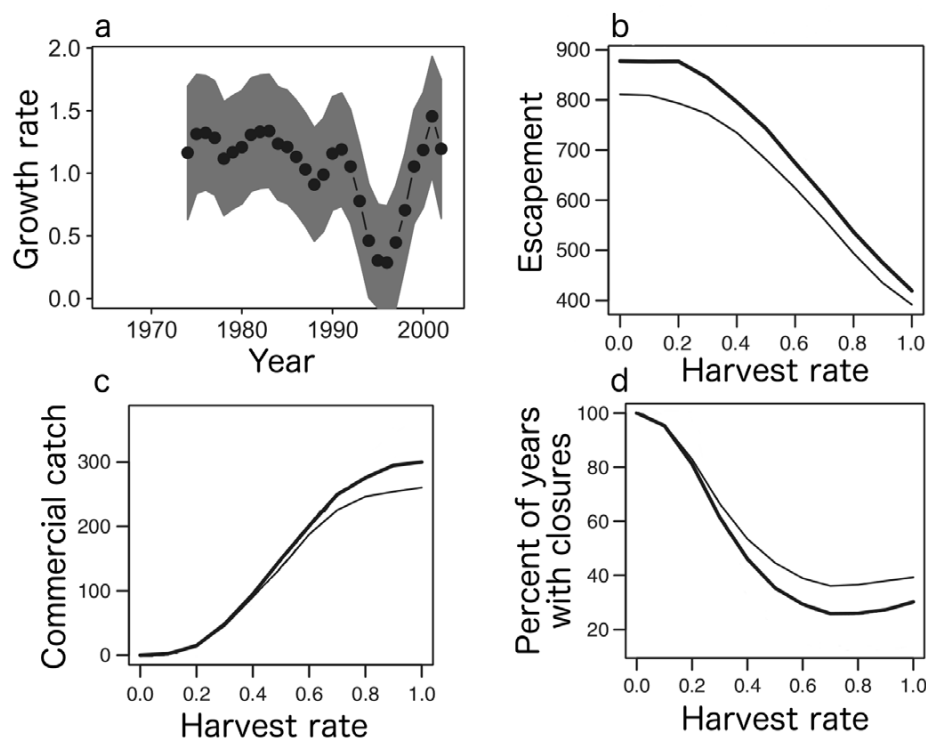 a
2.0
1.5
1.0
0.5
0.0
Growth rate
1970 1980 1990 2000
Year
b
900
800
700
600
500
400
Escapement
0.0 0.2 0.4 0.6 0.8 1.0
Harvest rate
c
300
200
100
0
Commercial catch
0.0 0.2 0.4 0.6 0.8 1.0
Harvest rate
d
100
80
60
40
20
Percent of years
with closures
0.0 0.2 0.4 0.6 0.8 1.0
Harvest rate